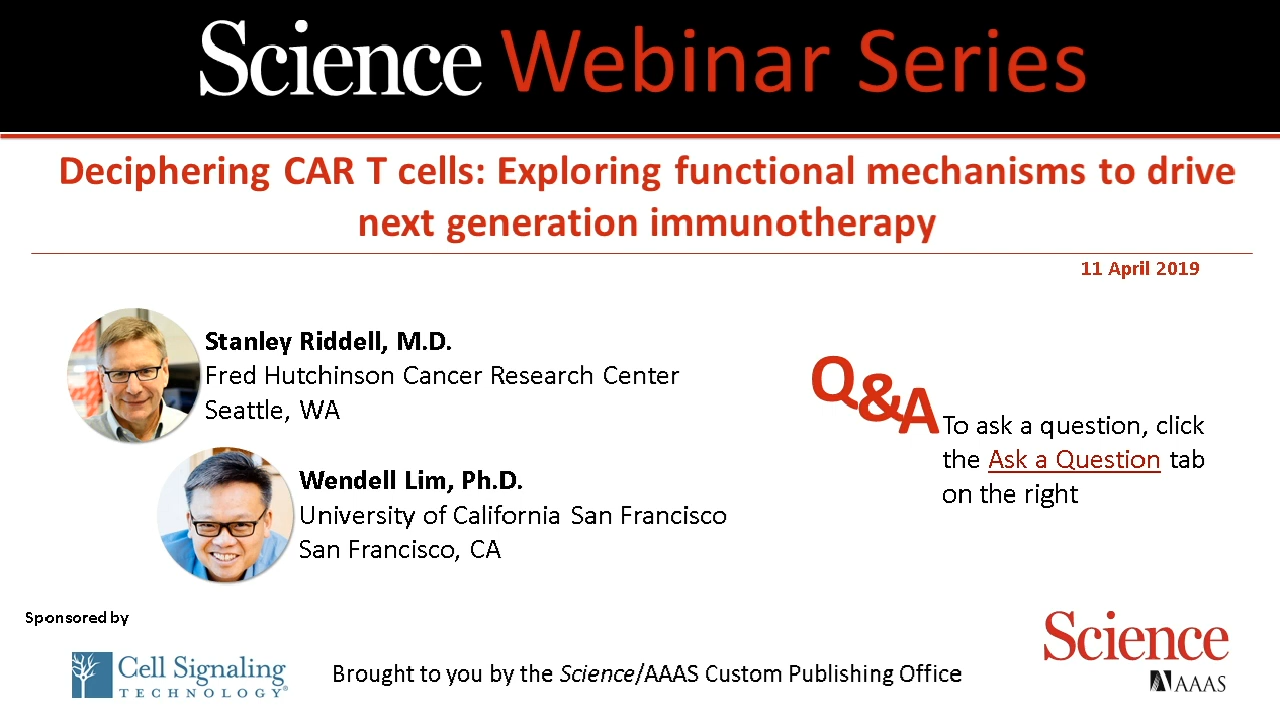 Science Webinar Series
Deciphering CAR T cells: Exploring functional mechanisms to drive
next generation immunotherapy
11 April 2019
Stanley Riddell, M.D.
Fred Hutchinson Cancer Research Center
Seattle, WA
Wendell Lim, Ph.D.
University of California San Francisco
San Francisco, CA
Q&A
To ask a question, click
the Ask a Question tab
on the right
Sponsored by
Cell Signaling
TECHNOLOGY®
Brought to you by the Science/AAAS Custom Publishing Office
Science
AAAS